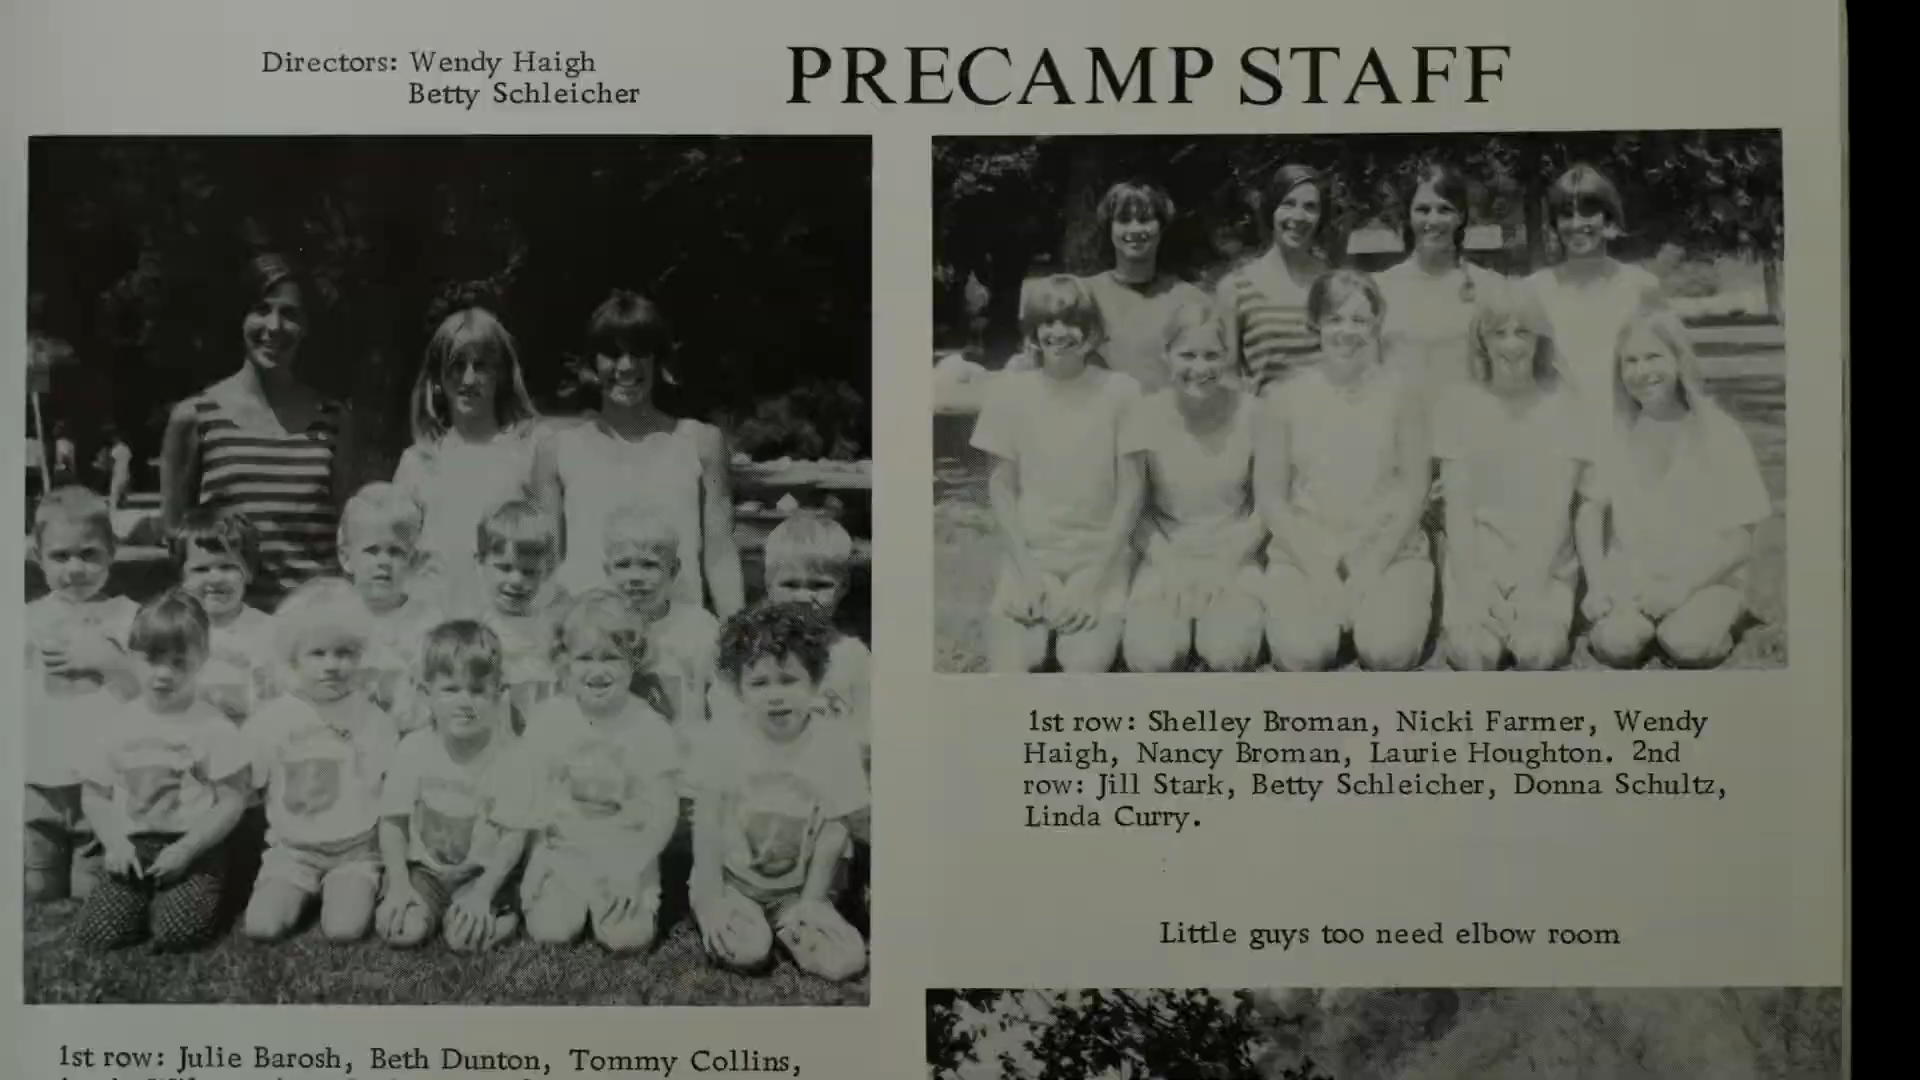 Directors: Wendy Haigh
Betty Schleicher
PRECAMP STAFF
1st row: Shelley Broman, Nicki Farmer, Wendy
Haigh, Nancy Broman, Laurie Houghton. 2nd
row: Jill Stark, Betty Schleicher, Donna Schultz,
Linda Curry.
Little guys too need elbow room
1st row: Julie Barosh, Beth Dunton, Tommy Collins,